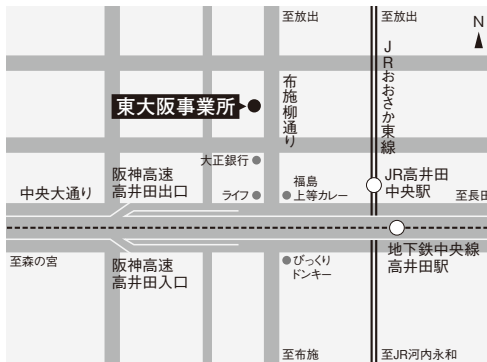 至放出
至放出
N
JRおおさか東線
布施柳通り
東大阪事業所
大正銀行
阪神高速
高井田出口
福島
上等カレー
JR高井田
中央駅
中央大通り
ライフ
至長田
地下鉄中央線
高井田駅
至森の宮
阪神高速
高井田入口
びっくり
ドンキー
至布施
至JR河内永和